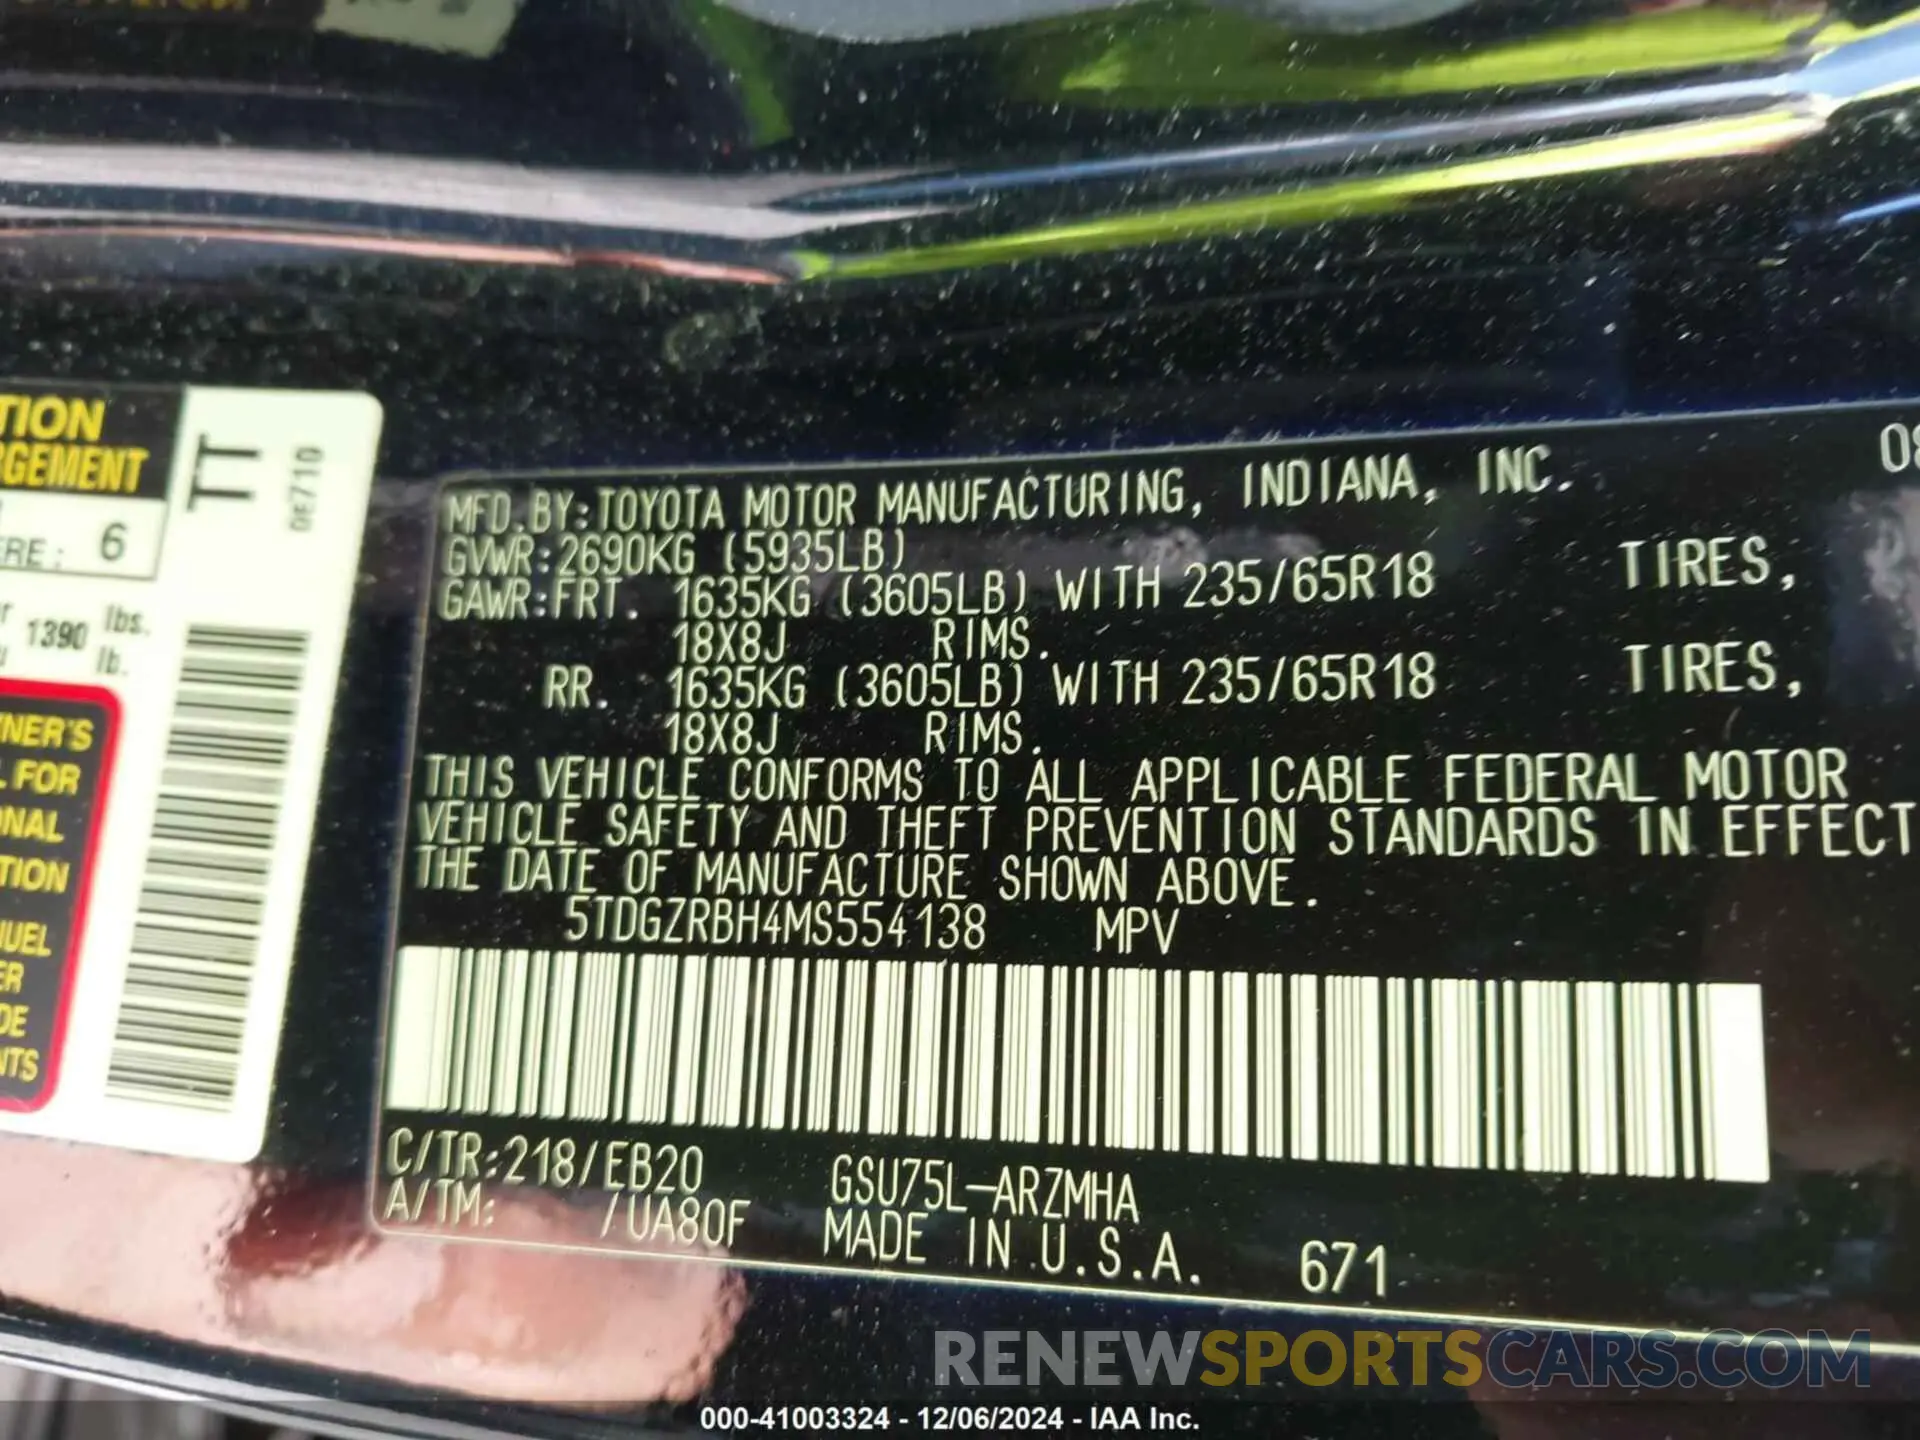 TION
RGEMENT
ERE: 6
1390 lbs.
lb.
TT
DE710
NER'S
L FOR
NAL
TION
UEL
ER
DE
NTS
08
MFD.BY:TOYOTA MOTOR MANUFACTURING, INDIANA, INC.
GVWR:2690KG (5935LB)
GAWR:FRT. 1635KG (3605LB) WITH 235/65R18 TIRES,
18X8J RIMS.
RR. 1635KG (3605LB) WITH 235/65R18 TIRES,
18X8J RIMS.
THIS VEHICLE CONFORMS TO ALL APPLICABLE FEDERAL MOTOR
VEHICLE SAFETY AND THEFT PREVENTION STANDARDS IN EFFECT
THE DATE OF MANUFACTURE SHOWN ABOVE.
5TDGZRBH4MS554138 MPV
C/TR:218/EB20 GSU75L-ARZMHA
A/TM: /UA80F MADE IN U.S.A. 671
RENEWSPORTSCARS.COM
000-41003324 - 12/06/2024 - IAA Inc.